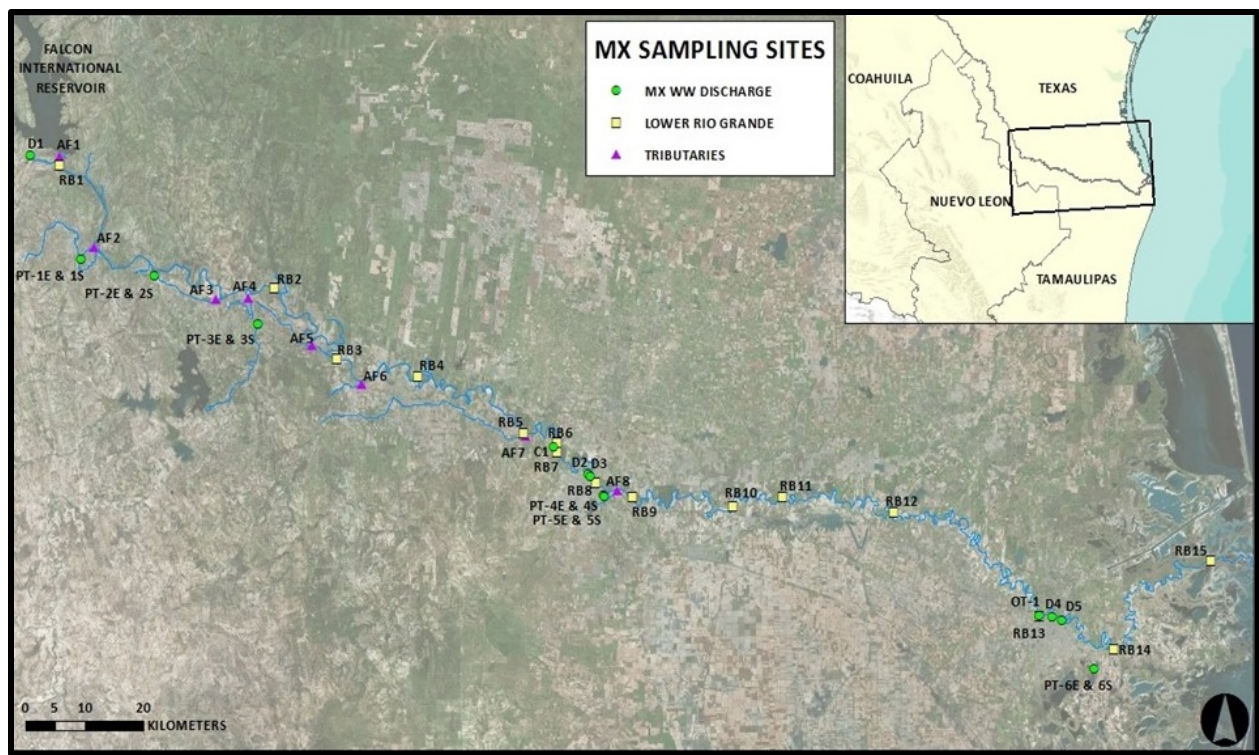 FALCON
INTERNATIONAL
RESERVOIR
MX SAMPLING SITES
MX WW DISCHARGE
LOWER RIO GRANDE
TRIBUTARIES
COAHUILA
TEXAS
NUEVO LEON
TAMAULIPAS
D1
AF1
RB1
AF2
PT-1E & 1S
PT-2E & 2S
AF3
AF4
RB2
PT-3E & 3S
AF5
RB3
AF6
RB4
RB5
AF7
RB6
C1
RB7
D2
D3
RB8
AF8
PT-4E & 4S
PT-5E & 5S
RB9
RB10
RB11
RB12
RB15
OT-1
D4
D5
RB13
RB14
PT-6E & 6S
0 5 10 20
KILOMETERS